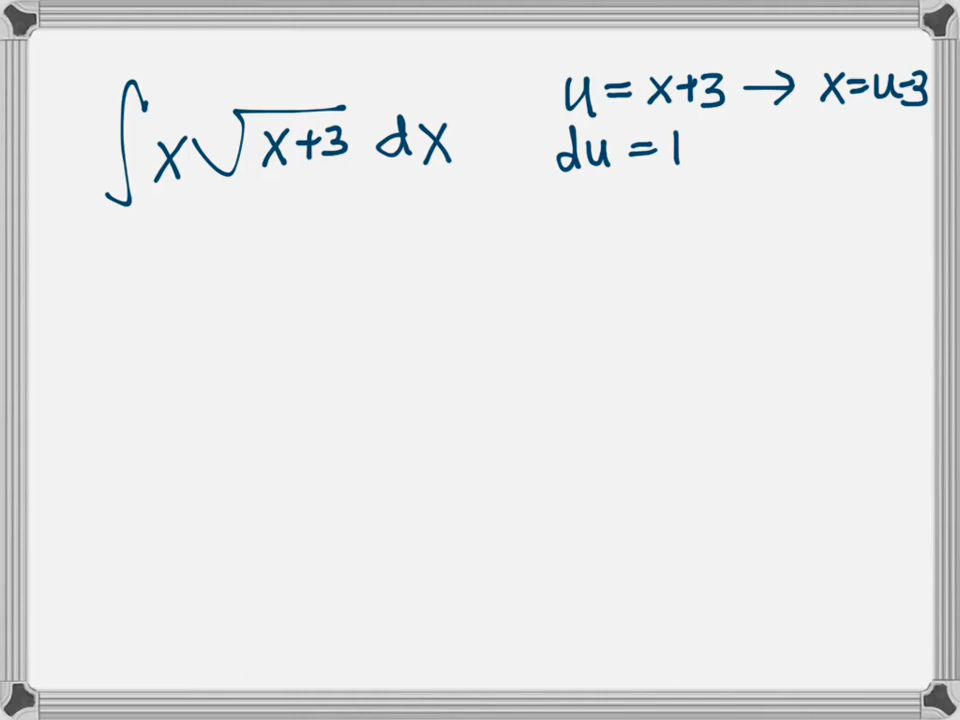 ∫ x√(x+3) dx
u = x+3 → x=u-3
du = 1